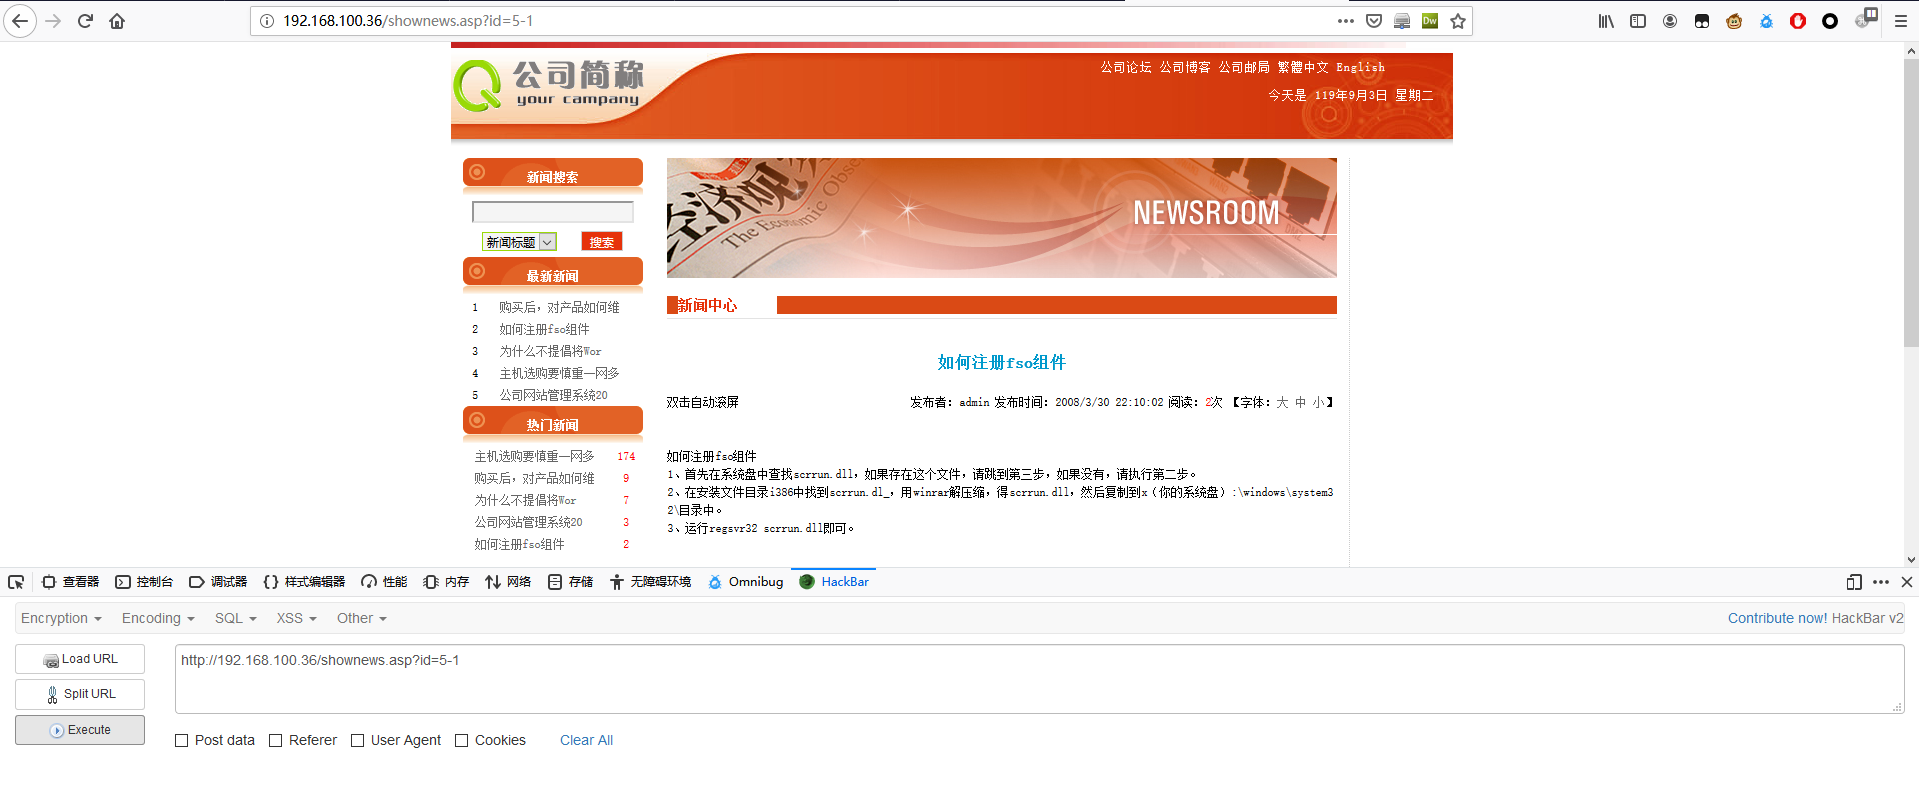 192.168.100.36/shownews.asp?id=5-1
公司简称
your campany
公司论坛 公司博客 公司邮局 繁體中文 English
今天是 119年9月3日 星期二
新闻搜索
新闻标题 搜索
最新新闻
1 购买后，对产品如何维
2 如何注册fso组件
3 为什么不提倡将Wor
4 主机选购要慎重一网多
5 公司网站管理系统20
热门新闻
主机选购要慎重一网多 174
购买后，对产品如何维 9
为什么不提倡将Wor 7
公司网站管理系统20 3
如何注册fso组件 2
The Economic Obse
NEWSROOM
新闻中心
如何注册fso组件
双击自动滚屏 发布者：admin 发布时间：2008/3/30 22:10:02 阅读：2次 【字体：大 中 小】
如何注册fso组件
1、首先在系统盘中查找scrrun.dll，如果存在这个文件，请跳到第三步，如果没有，请执行第二步。
2、在安装文件目录i386中找到scrrun.dl_，用winrar解压缩，得scrrun.dll，然后复制到x（你的系统盘）:\windows\system3
2\目录中。
3、运行regsvr32 scrrun.dll即可。
查看器 控制台 调试器 样式编辑器 性能 内存 网络 存储 无障碍环境 Omnibug HackBar
Encryption Encoding SQL XSS Other Contribute now! HackBar v2
Load URL
Split URL
Execute
http://192.168.100.36/shownews.asp?id=5-1
Post data Referer User Agent Cookies Clear All